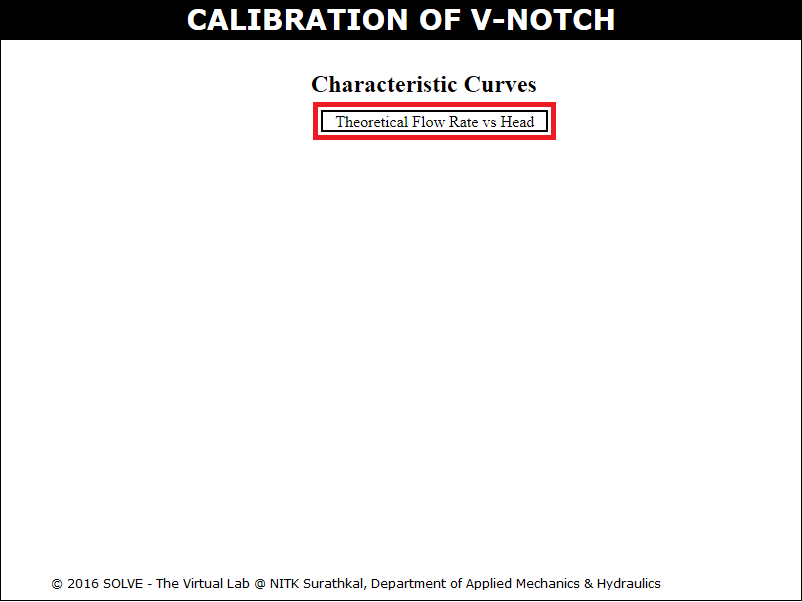 CALIBRATION OF V-NOTCH
Characteristic Curves
Theoretical Flow Rate vs Head
© 2016 SOLVE - The Virtual Lab @ NITK Surathkal, Department of Applied Mechanics & Hydraulics